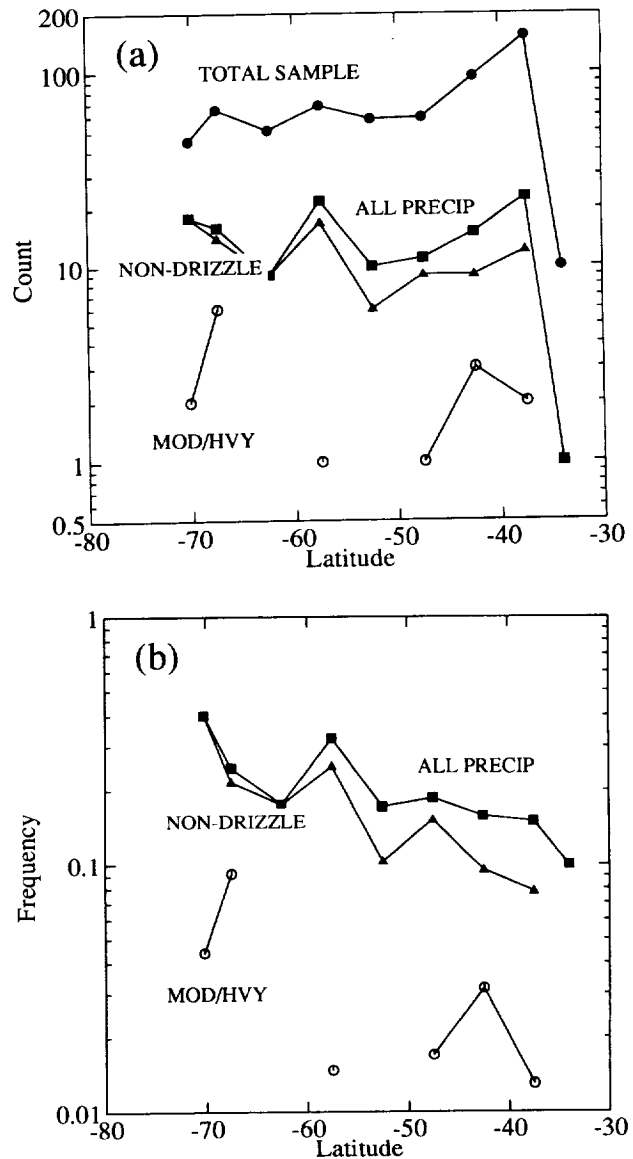 200
100
(a)
TOTAL SAMPLE
ALL PRECIP
NON-DRIZZLE
10
Count
MOD/HVY
1
0.5
-80 -70 -60 -50 -40 -30
Latitude
1
(b)
ALL PRECIP
NON-DRIZZLE
0.1
Frequency
MOD/HVY
0.01
-80 -70 -60 -50 -40 -30
Latitude